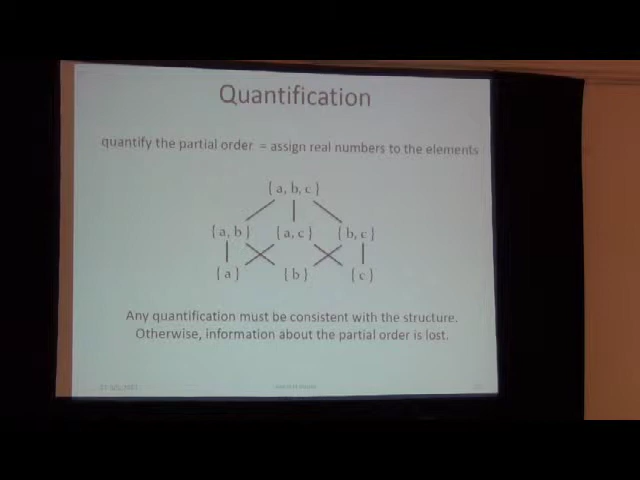 Quantification
quantify the partial order = assign real numbers to the elements
{ a, b, c }
{ a, b } { a, c } { b, c }
{ a } { b } { c }
Any quantification must be consistent with the structure.
Otherwise, information about the partial order is lost.